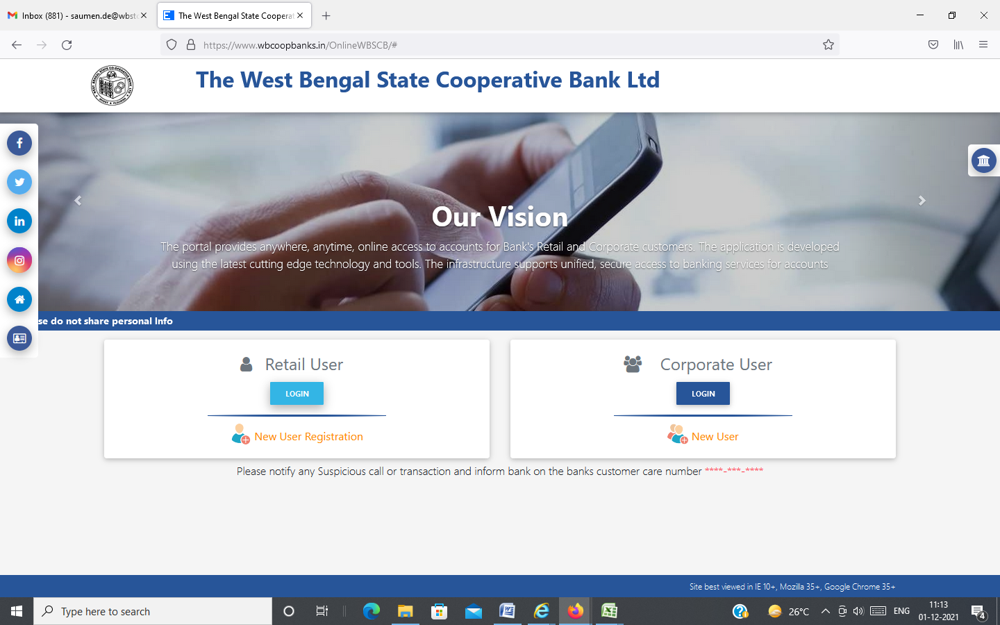 Inbox (881) - saumen.de@wbstc
The West Bengal State Cooperat
https://www.wbcoopbanks.in/OnlineWBSCB/#
The West Bengal State Cooperative Bank Ltd
Our Vision
The portal provides anywhere, anytime, online access to accounts for Bank's Retail and Corporate customers. The application is developed
using the latest cutting edge technology and tools. The infrastructure supports unified, secure access to banking services for accounts
se do not share personal Info
Retail User
LOGIN
New User Registration
Corporate User
LOGIN
New User
Please notify any Suspicious call or transaction and inform bank on the banks customer care number ****-***-****
Site best viewed in IE 10+, Mozilla 35+, Google Chrome 35+
Type here to search
26°C
ENG
11:13
01-12-2021
4